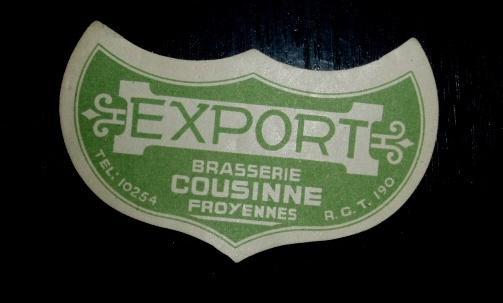 EXPORT
BRASSERIE
COUSINNE
FROYENNES
TEL: 10254
R.C.T. 190